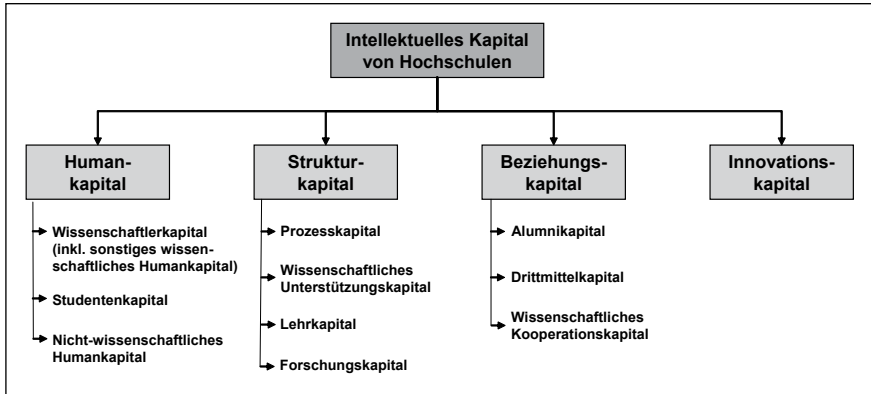 Intellektuelles Kapital
von Hochschulen
Human-
kapital
Wissenschaftlerkapital
(inkl. sonstiges wissen-
schaftliches Humankapital)
Studentenkapital
Nicht-wissenschaftliches
Humankapital
Struktur-
kapital
Prozesskapital
Wissenschaftliches
Unterstützungskapital
Lehrkapital
Forschungskapital
Beziehungs-
kapital
Alumnikapital
Drittmittelkapital
Wissenschaftliches
Kooperationskapital
Innovations-
kapital